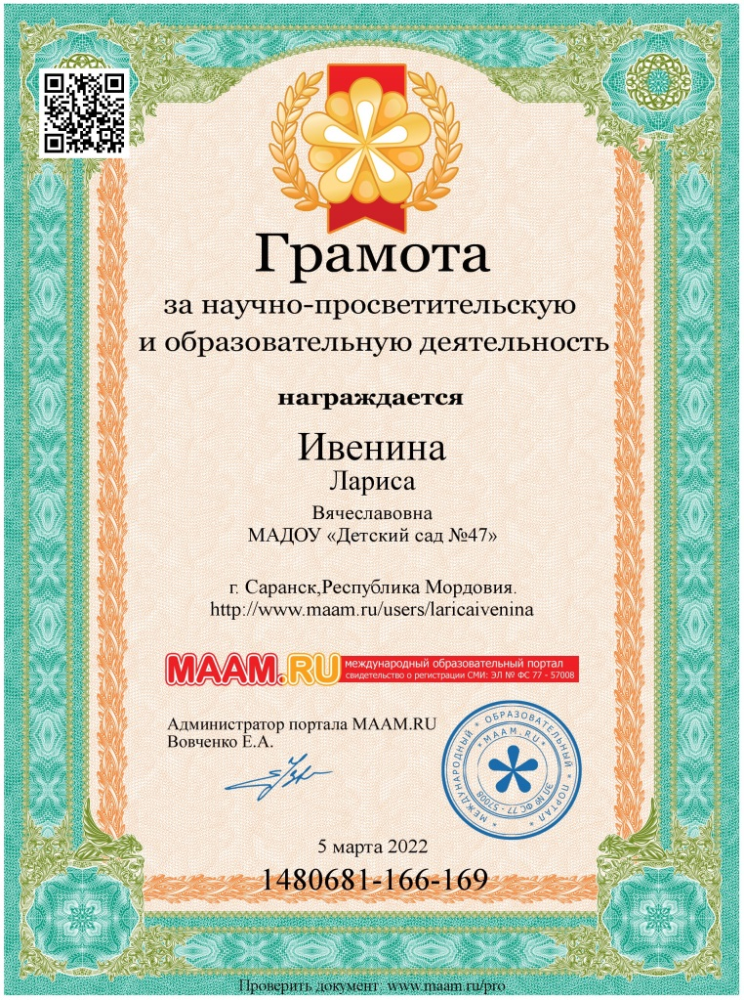 Грамота
за научно-просветительскую
и образовательную деятельность
награждается
Ивенина
Лариса
Вячеславовна
МАДОУ «Детский сад №47»
г. Саранск,Республика Мордовия.
http://www.maam.ru/users/laricaivenina
MAAM.RU международный образовательный портал
свидетельство о регистрации СМИ: ЭЛ № ФС 77 - 57008
Администратор портала MAAM.RU
Вовченко Е.А.
* МЕЖДУНАРОДНЫЙ * ОБРАЗОВАТЕЛЬНЫЙ * ПОРТАЛ *
* MAAM.RU *
ЭЛ № ФС 77 - 57008
5 марта 2022
1480681-166-169
Проверить документ www.maam.ru/pro